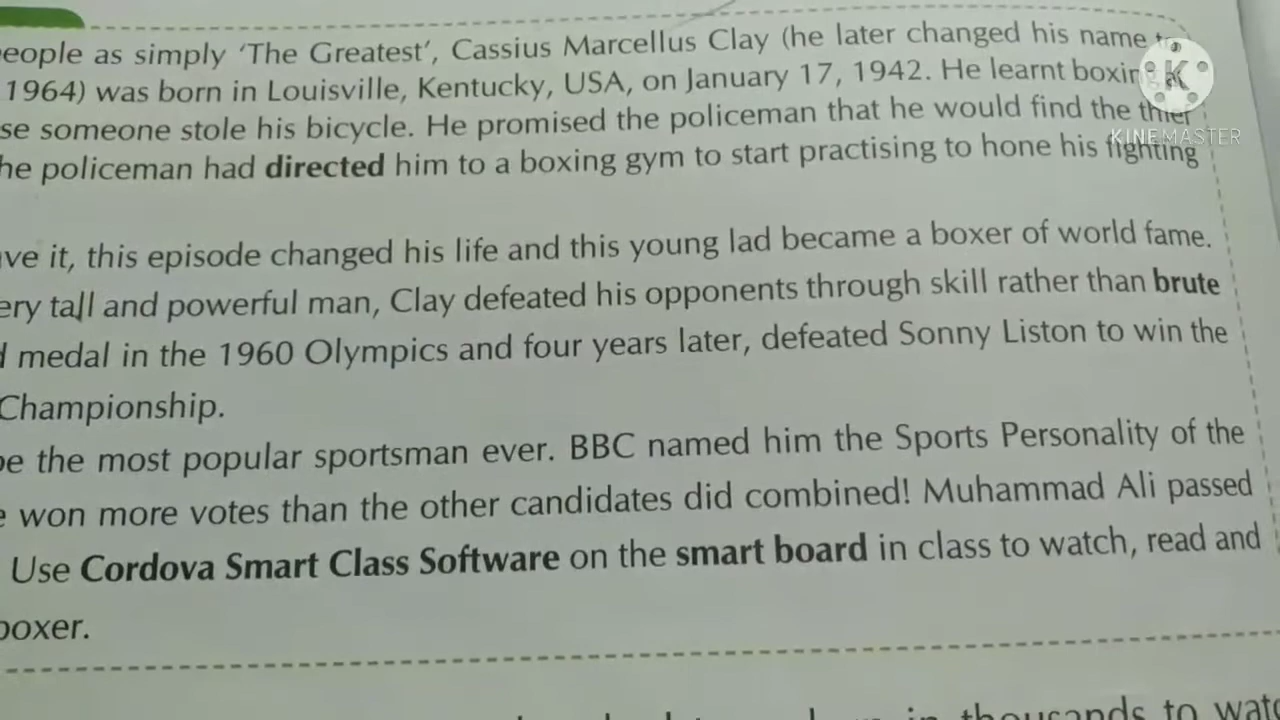 eople as simply ‘The Greatest’, Cassius Marcellus Clay (he later changed his name
1964) was born in Louisville, Kentucky, USA, on January 17, 1942. He learnt boxing
se someone stole his bicycle. He promised the policeman that he would find the thief
he policeman had directed him to a boxing gym to start practising to hone his fighting
ve it, this episode changed his life and this young lad became a boxer of world fame.
ery tall and powerful man, Clay defeated his opponents through skill rather than brute
medal in the 1960 Olympics and four years later, defeated Sonny Liston to win the
Championship.
be the most popular sportsman ever. BBC named him the Sports Personality of the
e won more votes than the other candidates did combined! Muhammad Ali passed
Use Cordova Smart Class Software on the smart board in class to watch, read and
boxer.
in thousands to watc
K
KINEMASTER